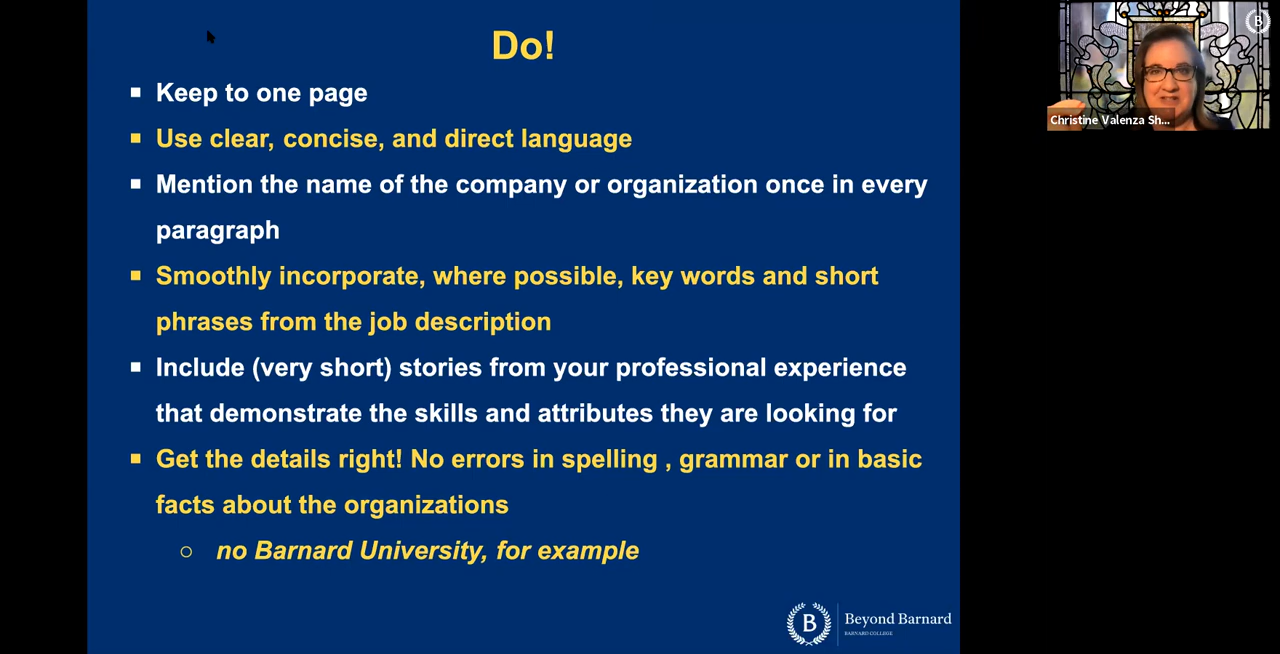 Do!
Keep to one page
Use clear, concise, and direct language
Mention the name of the company or organization once in every
paragraph
Smoothly incorporate, where possible, key words and short
phrases from the job description
Include (very short) stories from your professional experience
that demonstrate the skills and attributes they are looking for
Get the details right! No errors in spelling , grammar or in basic
facts about the organizations
no Barnard University, for example
B
Beyond Barnard
BARNARD COLLEGE
B
Christine Valenza Sh...